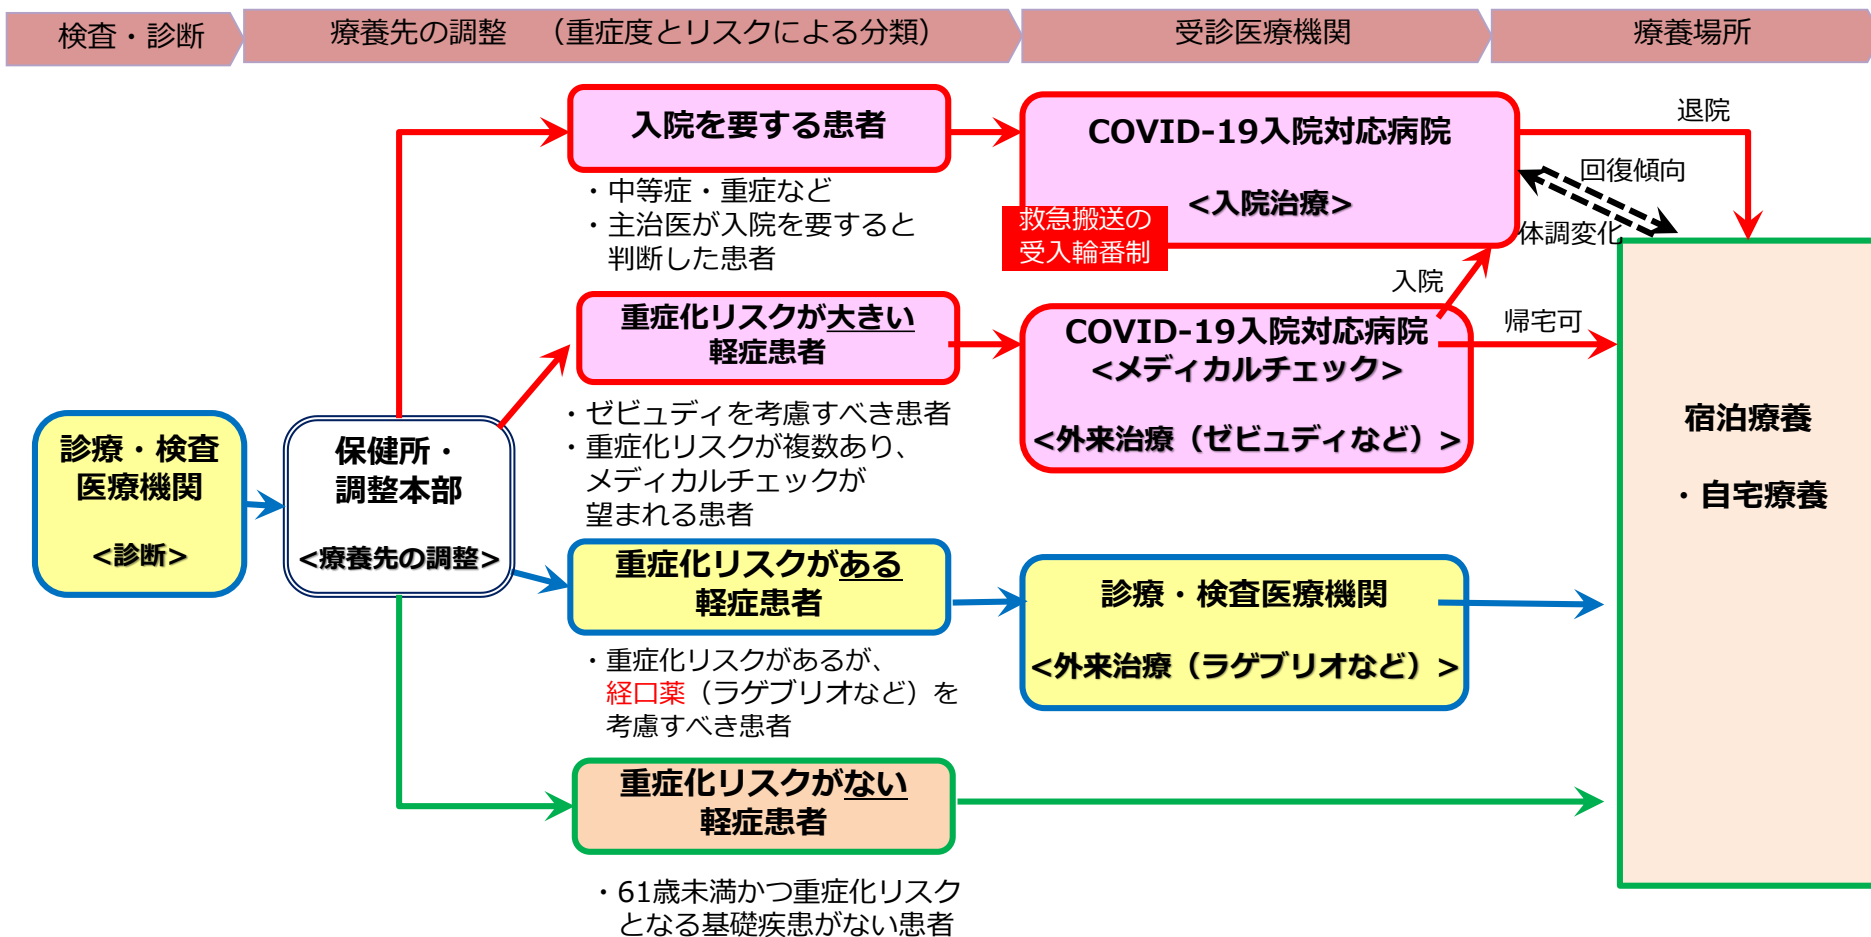 検査・診断
療養先の調整　（重症度とリスクによる分類）
受診医療機関
療養場所
診療・検査
医療機関
<診断>
保健所・
調整本部
<療養先の調整>
入院を要する患者
・中等症・重症など
・主治医が入院を要すると
判断した患者
重症化リスクが大きい
軽症患者
・ゼビュディを考慮すべき患者
・重症化リスクが複数あり、
メディカルチェックが
望まれる患者
重症化リスクがある
軽症患者
・重症化リスクがあるが、
経口薬（ラゲブリオなど）を
考慮すべき患者
重症化リスクがない
軽症患者
・61歳未満かつ重症化リスク
となる基礎疾患がない患者
COVID-19入院対応病院
<入院治療>
救急搬送の
受入輪番制
入院
COVID-19入院対応病院
<メディカルチェック>
<外来治療（ゼビュディなど）>
診療・検査医療機関
<外来治療（ラゲブリオなど）>
退院
回復傾向
体調変化
帰宅可
宿泊療養
・自宅療養